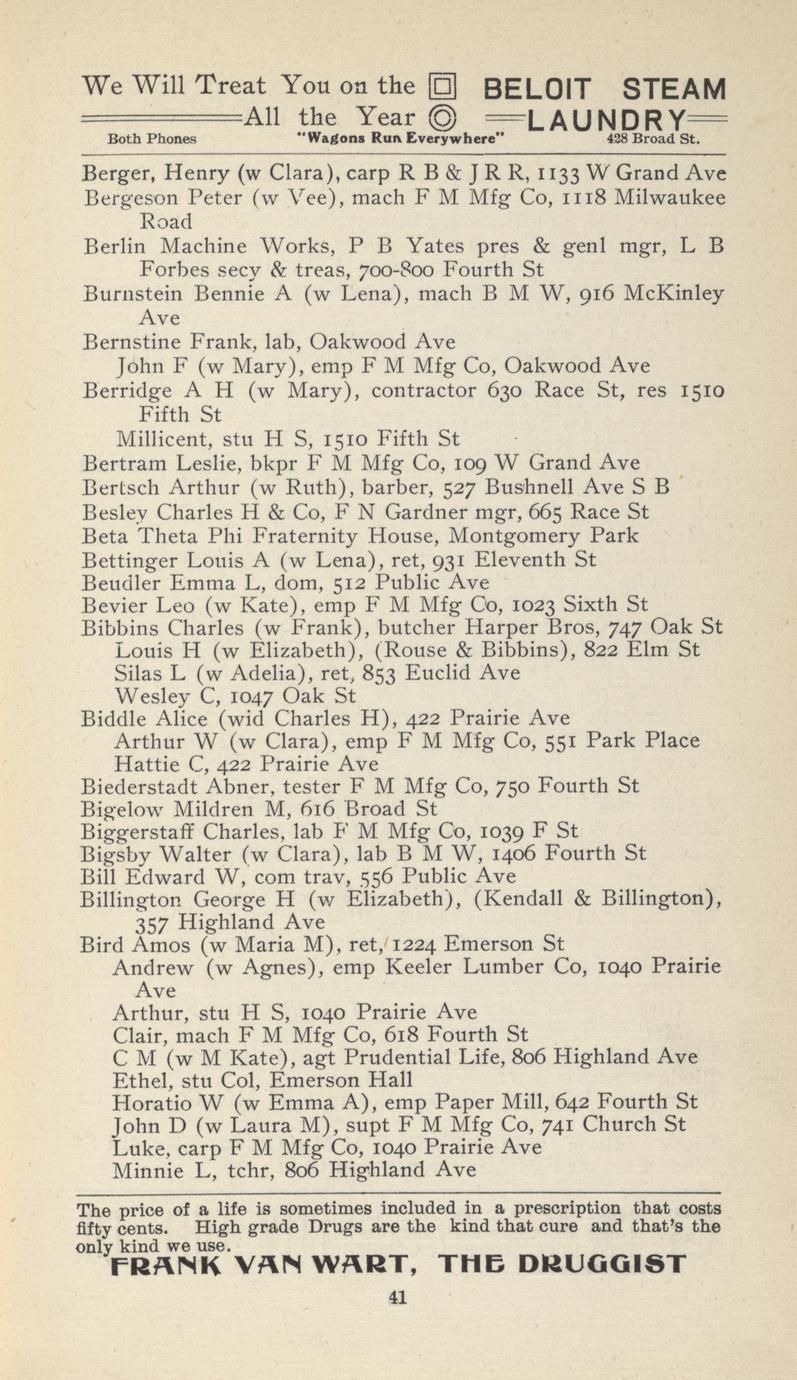 We Will Treat You on the □ BELOIT STEAM
All the Year ◎ LAUNDRY
Both Phones "Wagons Run Everywhere" 428 Broad St.
Berger, Henry (w Clara), carp R B & J R R, 1133 W Grand Ave
Bergeson Peter (w Vee), mach F M Mfg Co, 1118 Milwaukee
Road
Berlin Machine Works, P B Yates pres & genl mgr, L B
Forbes secy & treas, 700-800 Fourth St
Burnstein Bennie A (w Lena), mach B M W, 916 McKinley
Ave
Bernstine Frank, lab, Oakwood Ave
John F (w Mary), emp F M Mfg Co, Oakwood Ave
Berridge A H (w Mary), contractor 630 Race St, res 1510
Fifth St
Millicent, stu H S, 1510 Fifth St
Bertram Leslie, bkpr F M Mfg Co, 109 W Grand Ave
Bertsch Arthur (w Ruth), barber, 527 Bushnell Ave S B
Besley Charles H & Co, F N Gardner mgr, 665 Race St
Beta Theta Phi Fraternity House, Montgomery Park
Bettinger Louis A (w Lena), ret, 931 Eleventh St
Beudler Emma L, dom, 512 Public Ave
Bevier Leo (w Kate), emp F M Mfg Co, 1023 Sixth St
Bibbins Charles (w Frank), butcher Harper Bros, 747 Oak St
Louis H (w Elizabeth), (Rouse & Bibbins), 822 Elm St
Silas L (w Adelia), ret, 853 Euclid Ave
Wesley C, 1047 Oak St
Biddle Alice (wid Charles H), 422 Prairie Ave
Arthur W (w Clara), emp F M Mfg Co, 551 Park Place
Hattie C, 422 Prairie Ave
Biederstadt Abner, tester F M Mfg Co, 750 Fourth St
Bigelow Mildren M, 616 Broad St
Biggerstaff Charles, lab F M Mfg Co, 1039 F St
Bigsby Walter (w Clara), lab B M W, 1406 Fourth St
Bill Edward W, com trav, 556 Public Ave
Billington George H (w Elizabeth), (Kendall & Billington),
357 Highland Ave
Bird Amos (w Maria M), ret, 1224 Emerson St
Andrew (w Agnes), emp Keeler Lumber Co, 1040 Prairie
Ave
Arthur, stu H S, 1040 Prairie Ave
Clair, mach F M Mfg Co, 618 Fourth St
C M (w M Kate), agt Prudential Life, 806 Highland Ave
Ethel, stu Col, Emerson Hall
Horatio W (w Emma A), emp Paper Mill, 642 Fourth St
John D (w Laura M), supt F M Mfg Co, 741 Church St
Luke, carp F M Mfg Co, 1040 Prairie Ave
Minnie L, tchr, 806 Highland Ave
The price of a life is sometimes included in a prescription that costs
fifty cents. High grade Drugs are the kind that cure and that's the
only kind we use.
FRANK VAN WART, THE DRUGGIST
41